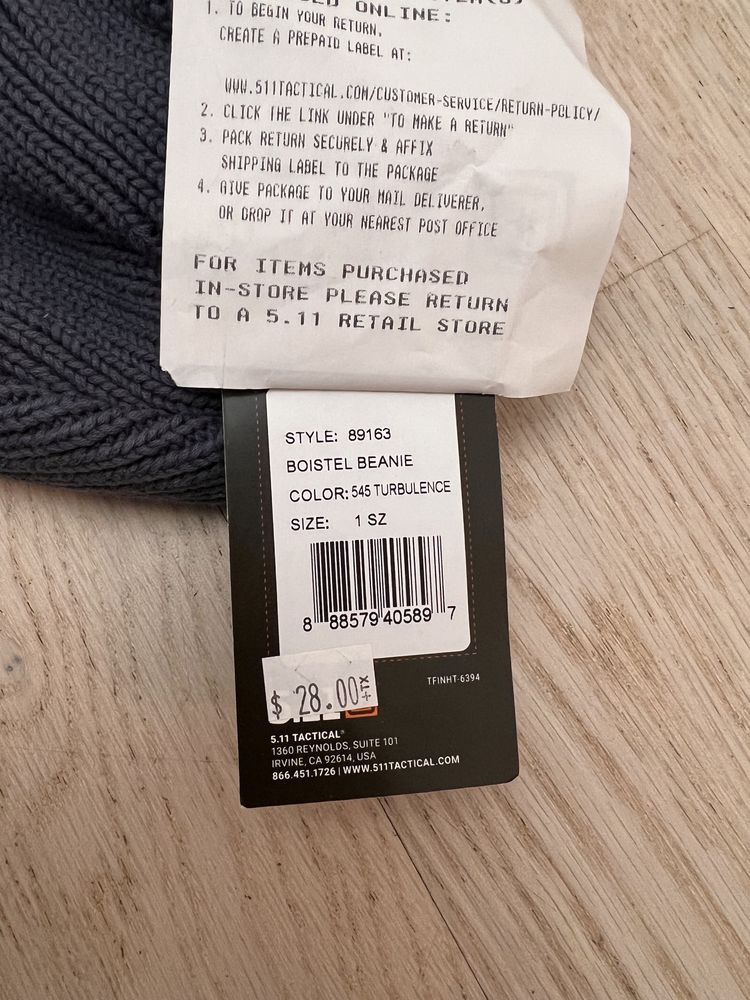 ONLINE:
1. TO BEGIN YOUR RETURN,
CREATE A PREPAID LABEL AT:
WWW.511TACTICAL.COM/CUSTOMER-SERVICE/RETURN-POLICY/
2. CLICK THE LINK UNDER "TO MAKE A RETURN"
3. PACK RETURN SECURELY & AFFIX
SHIPPING LABEL TO THE PACKAGE
4. GIVE PACKAGE TO YOUR MAIL DELIVERER,
OR DROP IT AT YOUR NEAREST POST OFFICE
FOR ITEMS PURCHASED
IN-STORE PLEASE RETURN
TO A 5.11 RETAIL STORE
STYLE: 89163
BOISTEL BEANIE
COLOR: 545 TURBULENCE
SIZE: 1 SZ
8 88579 40589 7
TFINHT-6394
$ 28.00 +TX
5.11 TACTICAL®
1360 REYNOLDS, SUITE 101
IRVINE, CA 92614, USA
866.451.1726 | WWW.511TACTICAL.COM